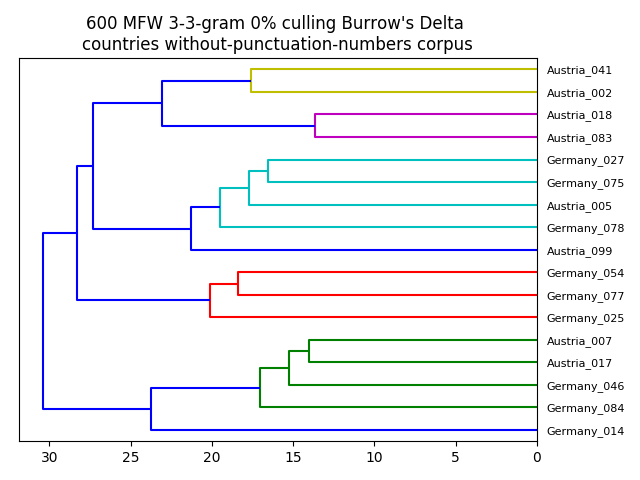 600 MFW 3-3-gram 0% culling Burrow's Delta
countries without-punctuation-numbers corpus
Austria_041
Austria_002
Austria_018
Austria_083
Germany_027
Germany_075
Austria_005
Germany_078
Austria_099
Germany_054
Germany_077
Germany_025
Austria_007
Austria_017
Germany_046
Germany_084
Germany_014
30 25 20 15 10 5 0